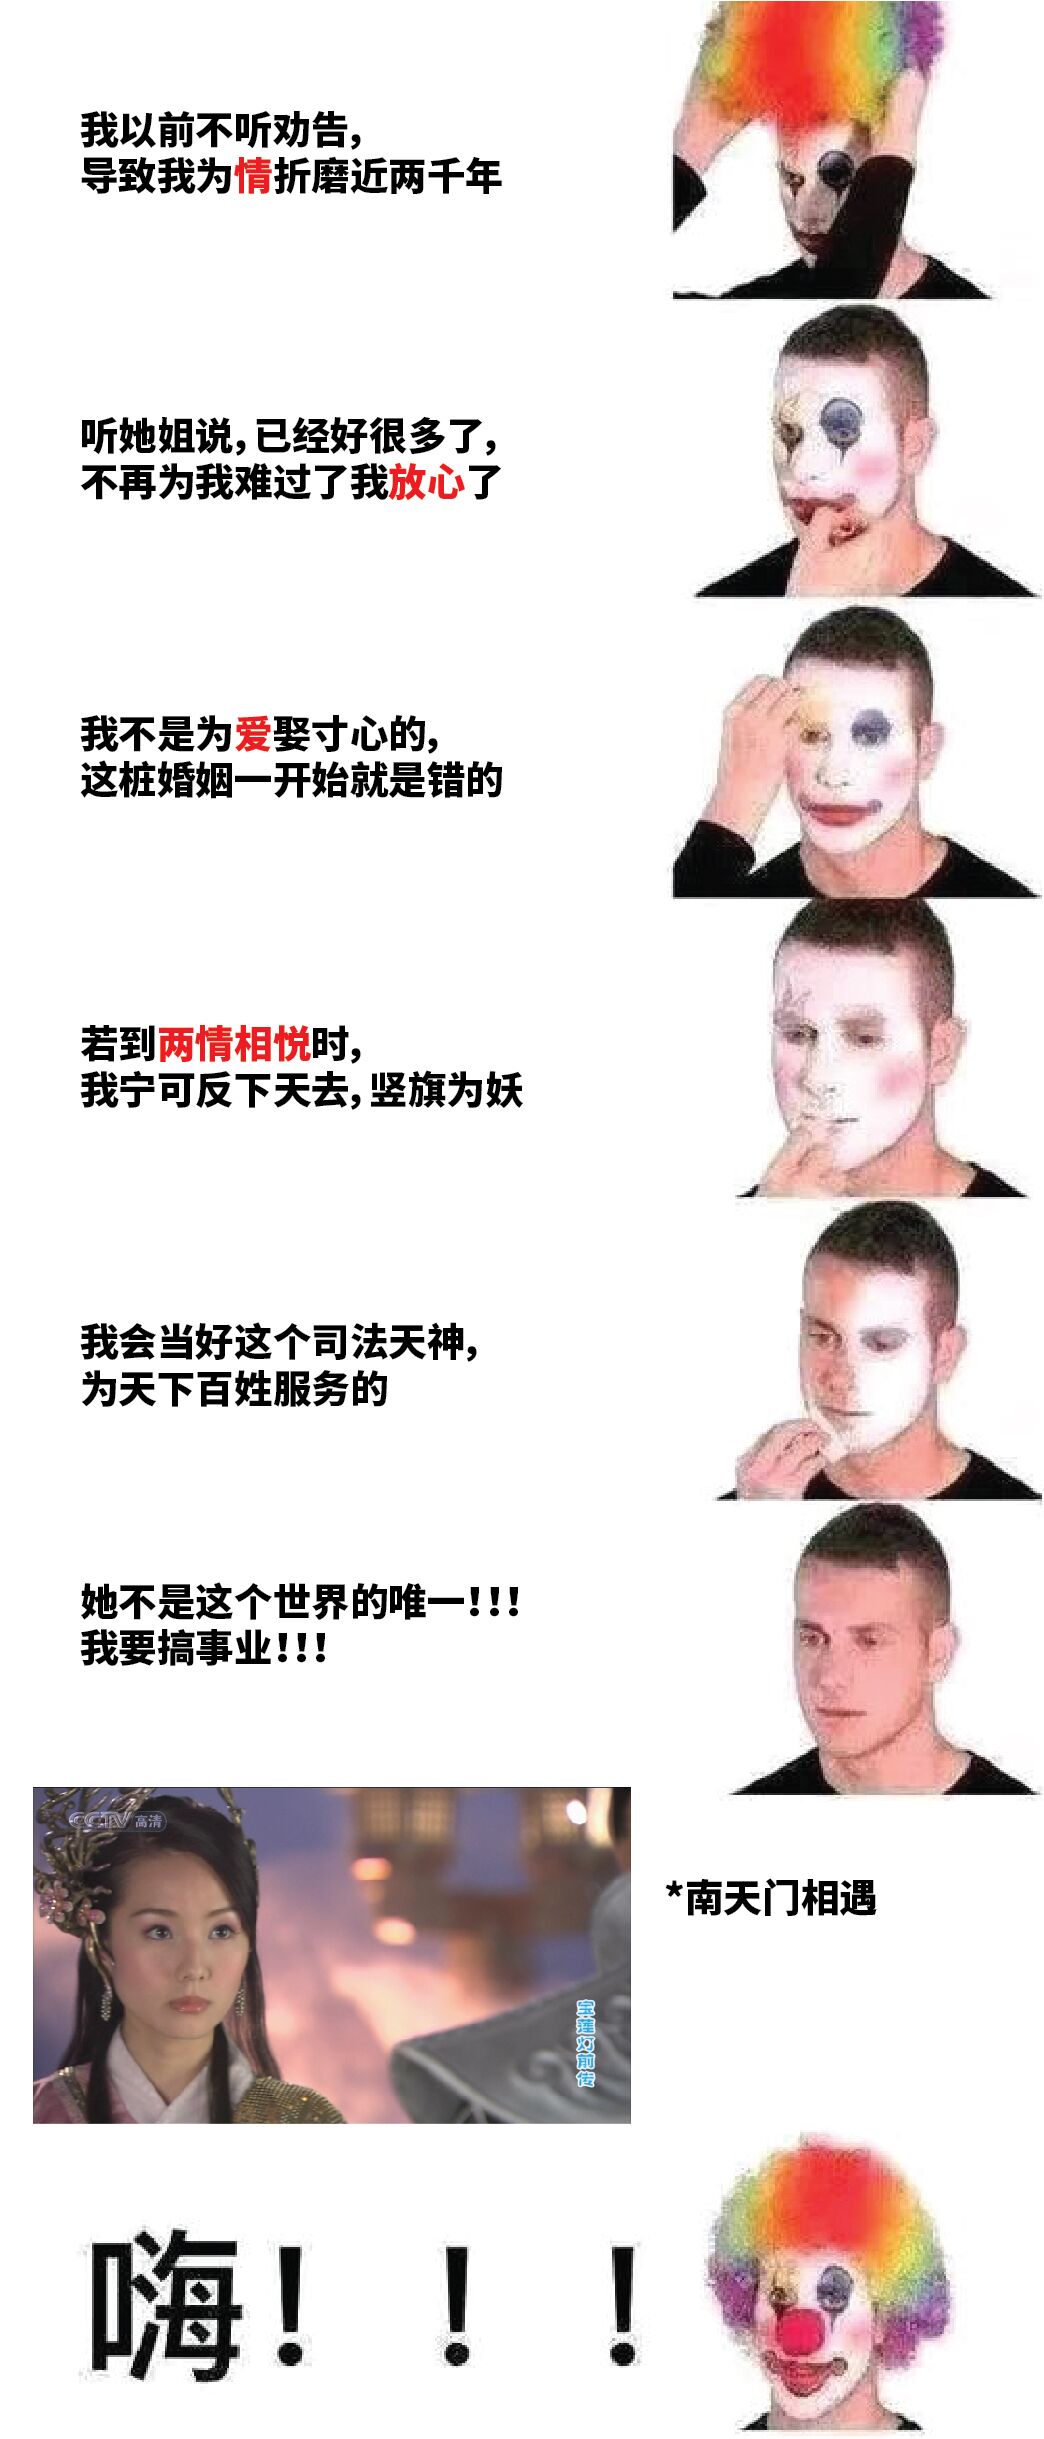 我以前不听劝告，
导致我为情折磨近两千年
听她姐说，已经好很多了，
不再为我难过了我放心了
我不是为爱娶寸心的，
这桩婚姻一开始就是错的
若到两情相悦时，
我宁可反下天去，竖旗为妖
我会当好这个司法天神，
为天下百姓服务的
她不是这个世界的唯一！！！
我要搞事业！！！
CCTV 高清
*南天门相遇
宝莲灯前传
嗨！！！